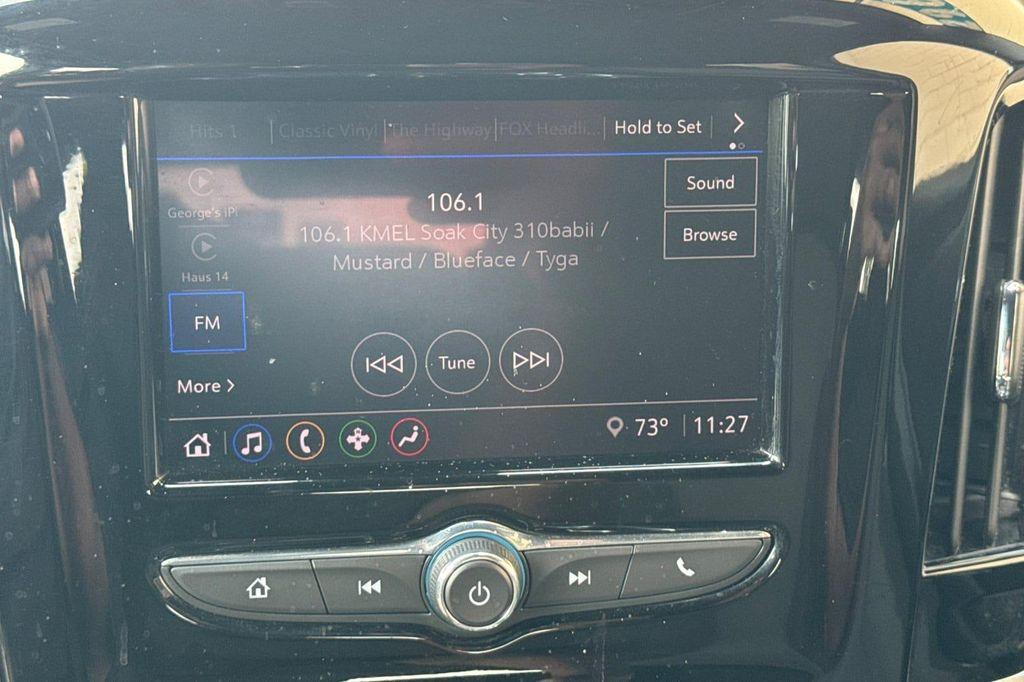 Hits 1
Classic Vinyl
The Highway
FOX Headli...
Hold to Set
George's iP
Sound
106.1
106.1 KMEL Soak City 310babii /
Mustard / Blueface / Tyga
Browse
Haus 14
FM
Tune
More
73°
11:27